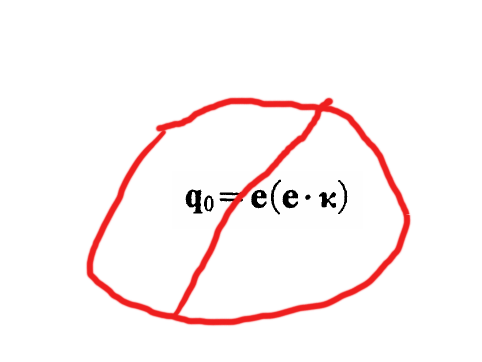 𝐪₀ = 𝐞(𝐞 · 𝛋)